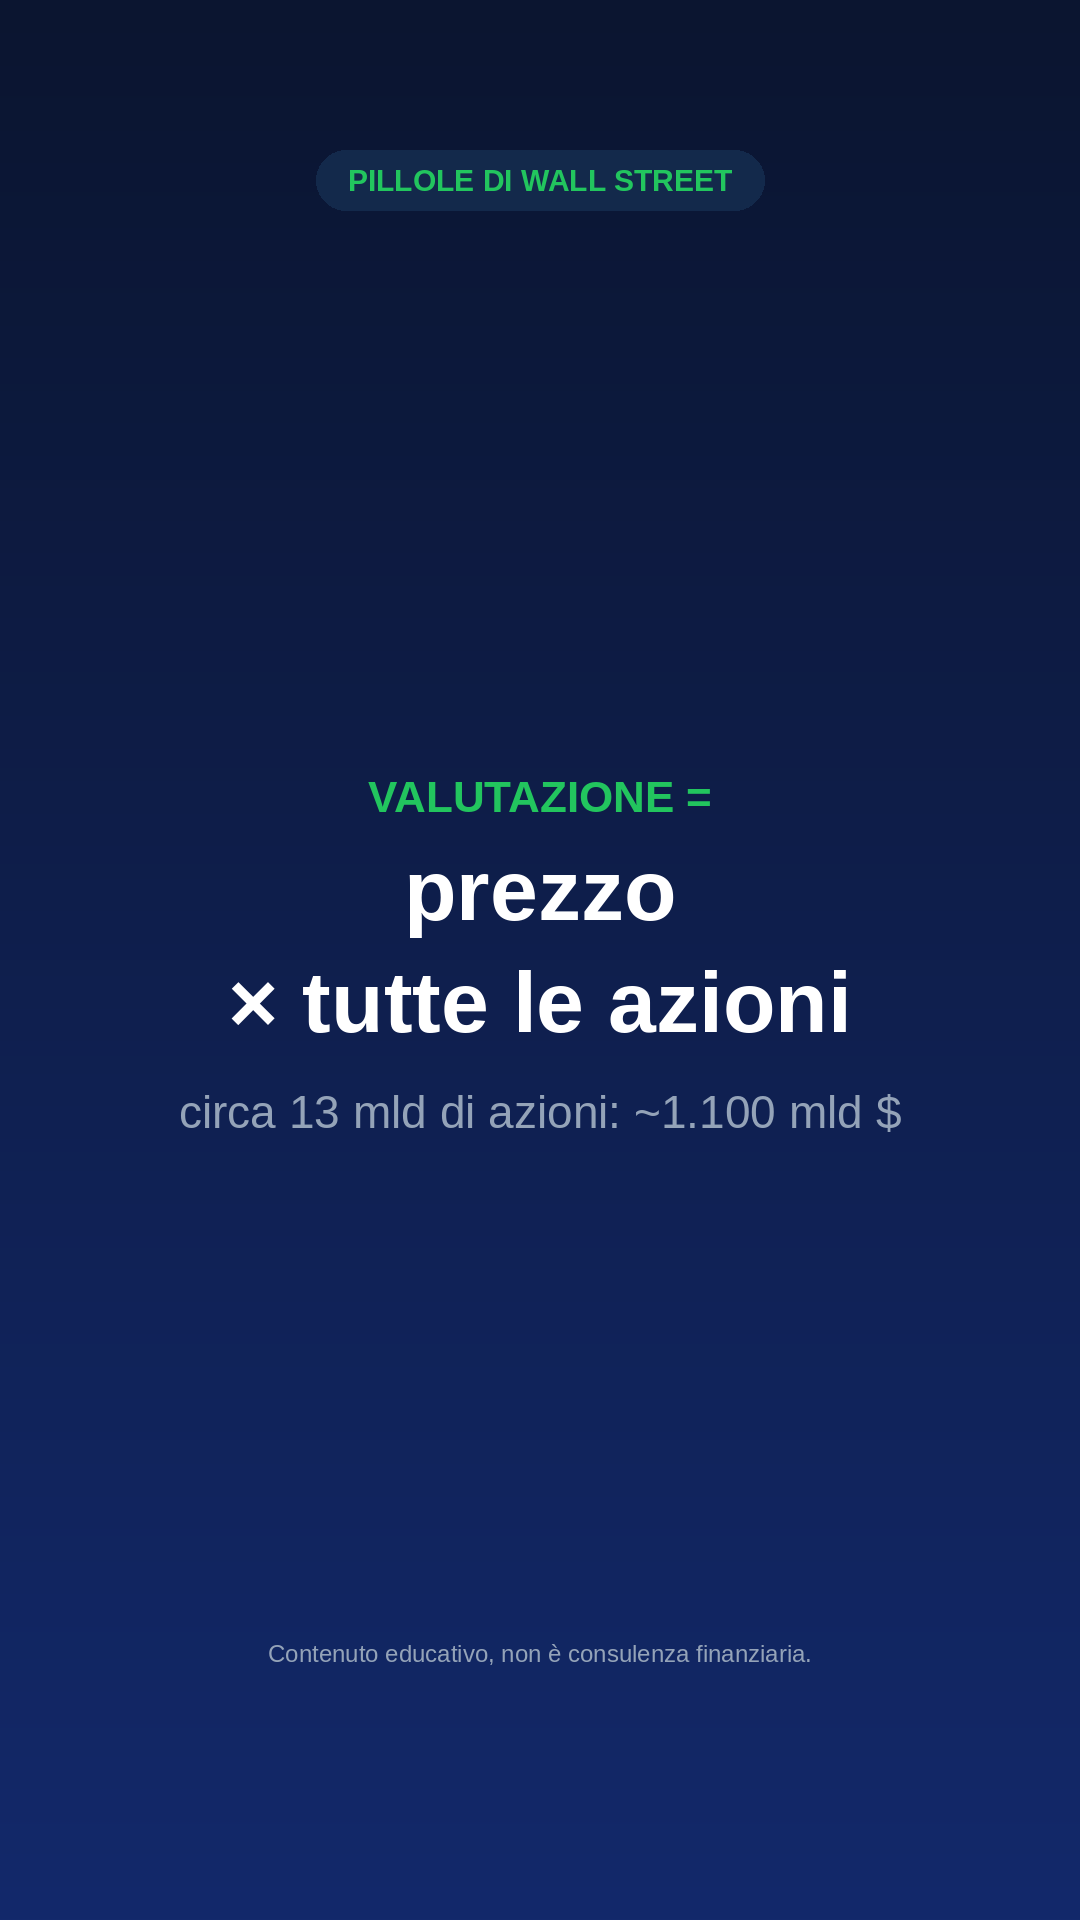 PILLOLE DI WALL STREET
VALUTAZIONE =
prezzo
× tutte le azioni
circa 13 mld di azioni: ~1.100 mld $
Contenuto educativo, non è consulenza finanziaria.